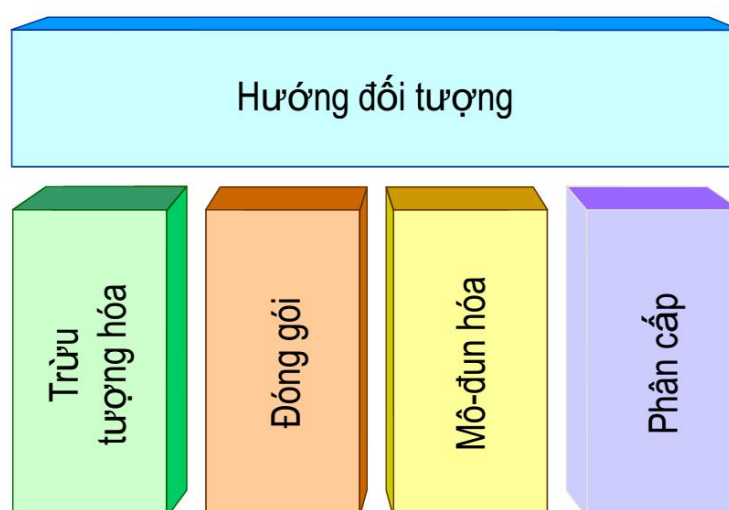 Hướng đối tượng
Trừu
tượng hóa
Đóng gói
Mô-đun hóa
Phân cấp